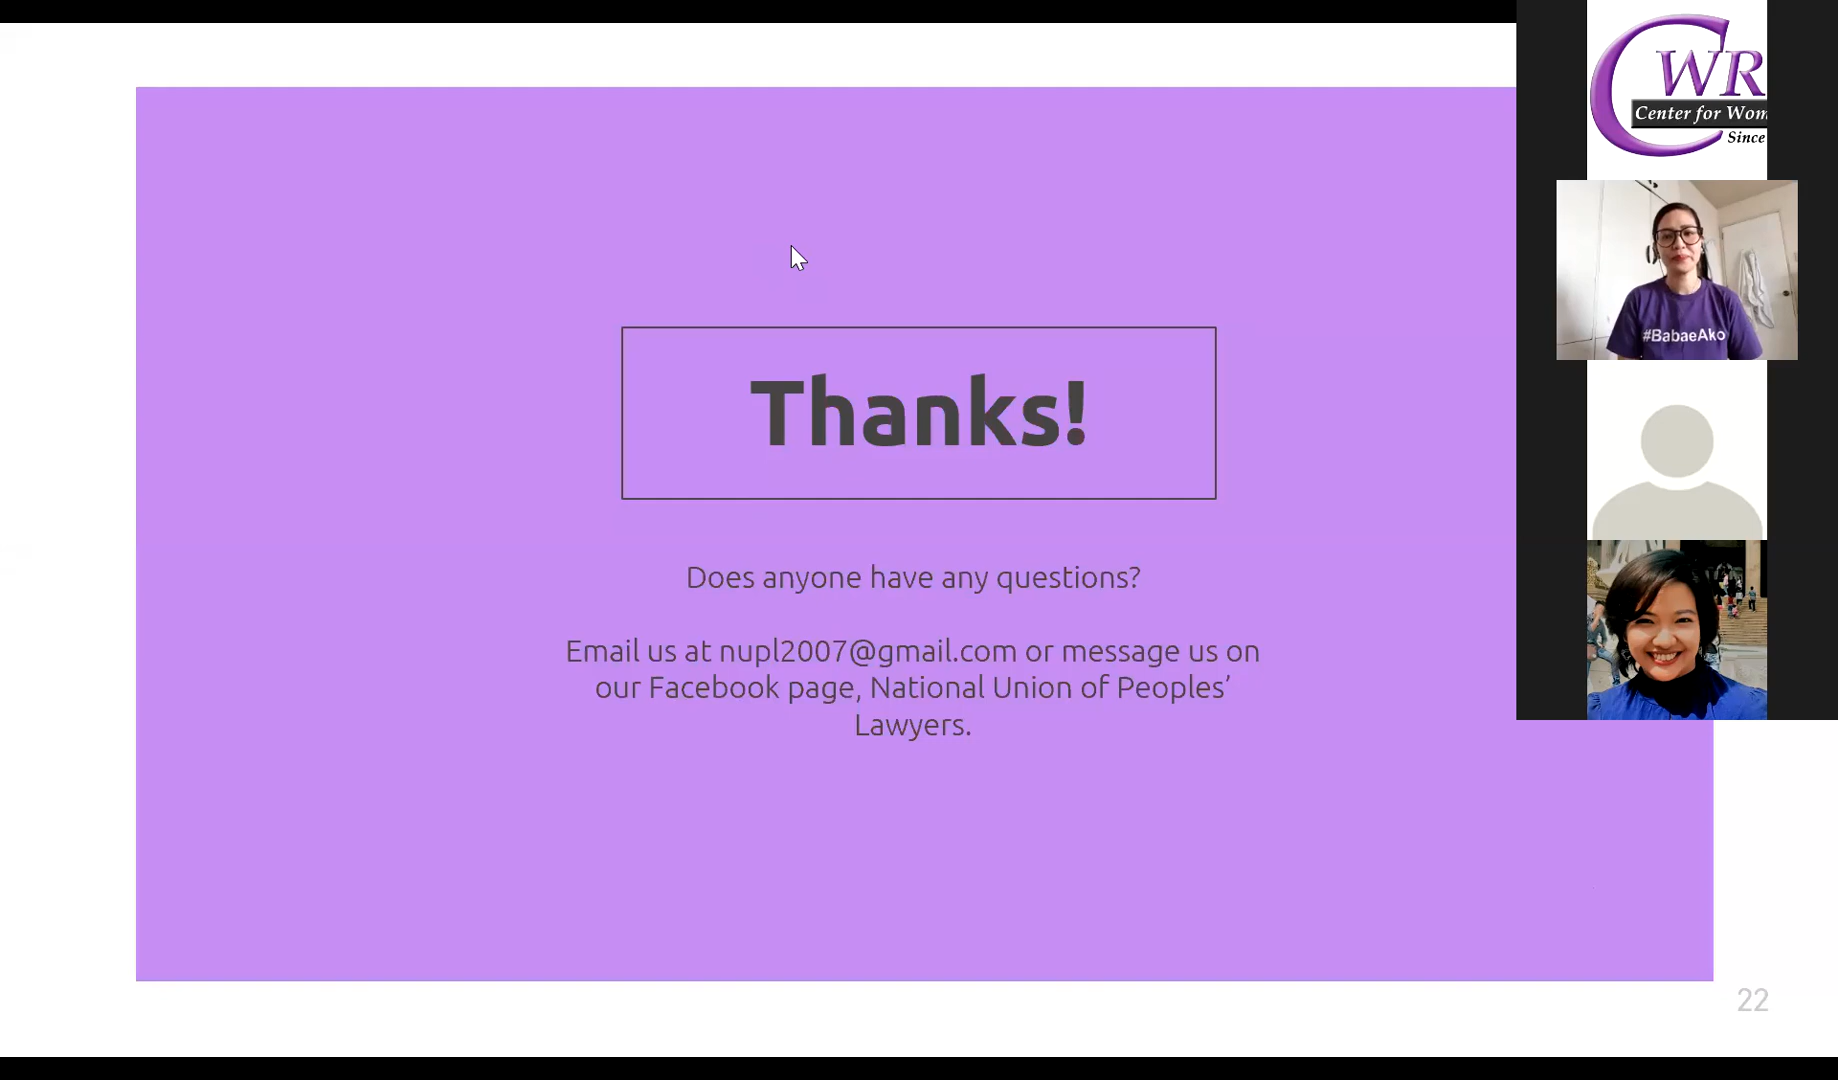 Thanks!
Does anyone have any questions?
Email us at nupl2007@gmail.com or message us on
our Facebook page, National Union of Peoples’
Lawyers.
22
CWR
Center for Wom
Since
#BabaeAko